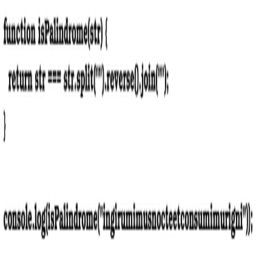 function isPalindrome(str) {
return str === str.split("").reverse().join("");
}
console.log(isPalindrome("ingirumimusnocteetconsumimurigni"));